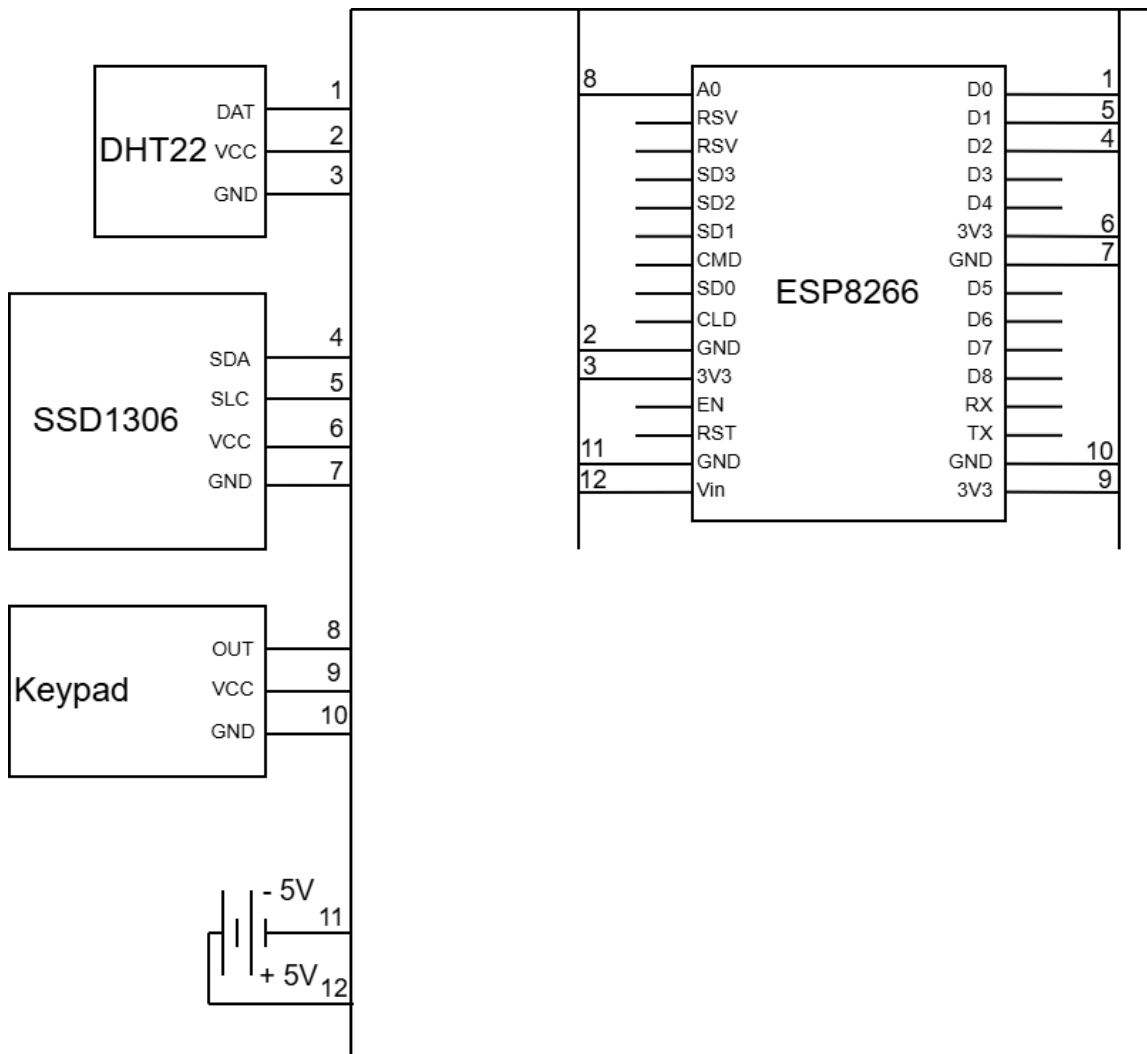 DHT22
DAT 1
VCC 2
GND 3
SSD1306
SDA 4
SLC 5
VCC 6
GND 7
Keypad
OUT 8
VCC 9
GND 10
- 5V 11
+ 5V 12
ESP8266
8 A0
RSV
RSV
SD3
SD2
SD1
CMD
SD0
CLD
2 GND
3 3V3
EN
RST
11 GND
12 Vin
D0 1
D1 5
D2 4
D3
D4
3V3 6
GND 7
D5
D6
D7
D8
RX
TX
GND 10
3V3 9